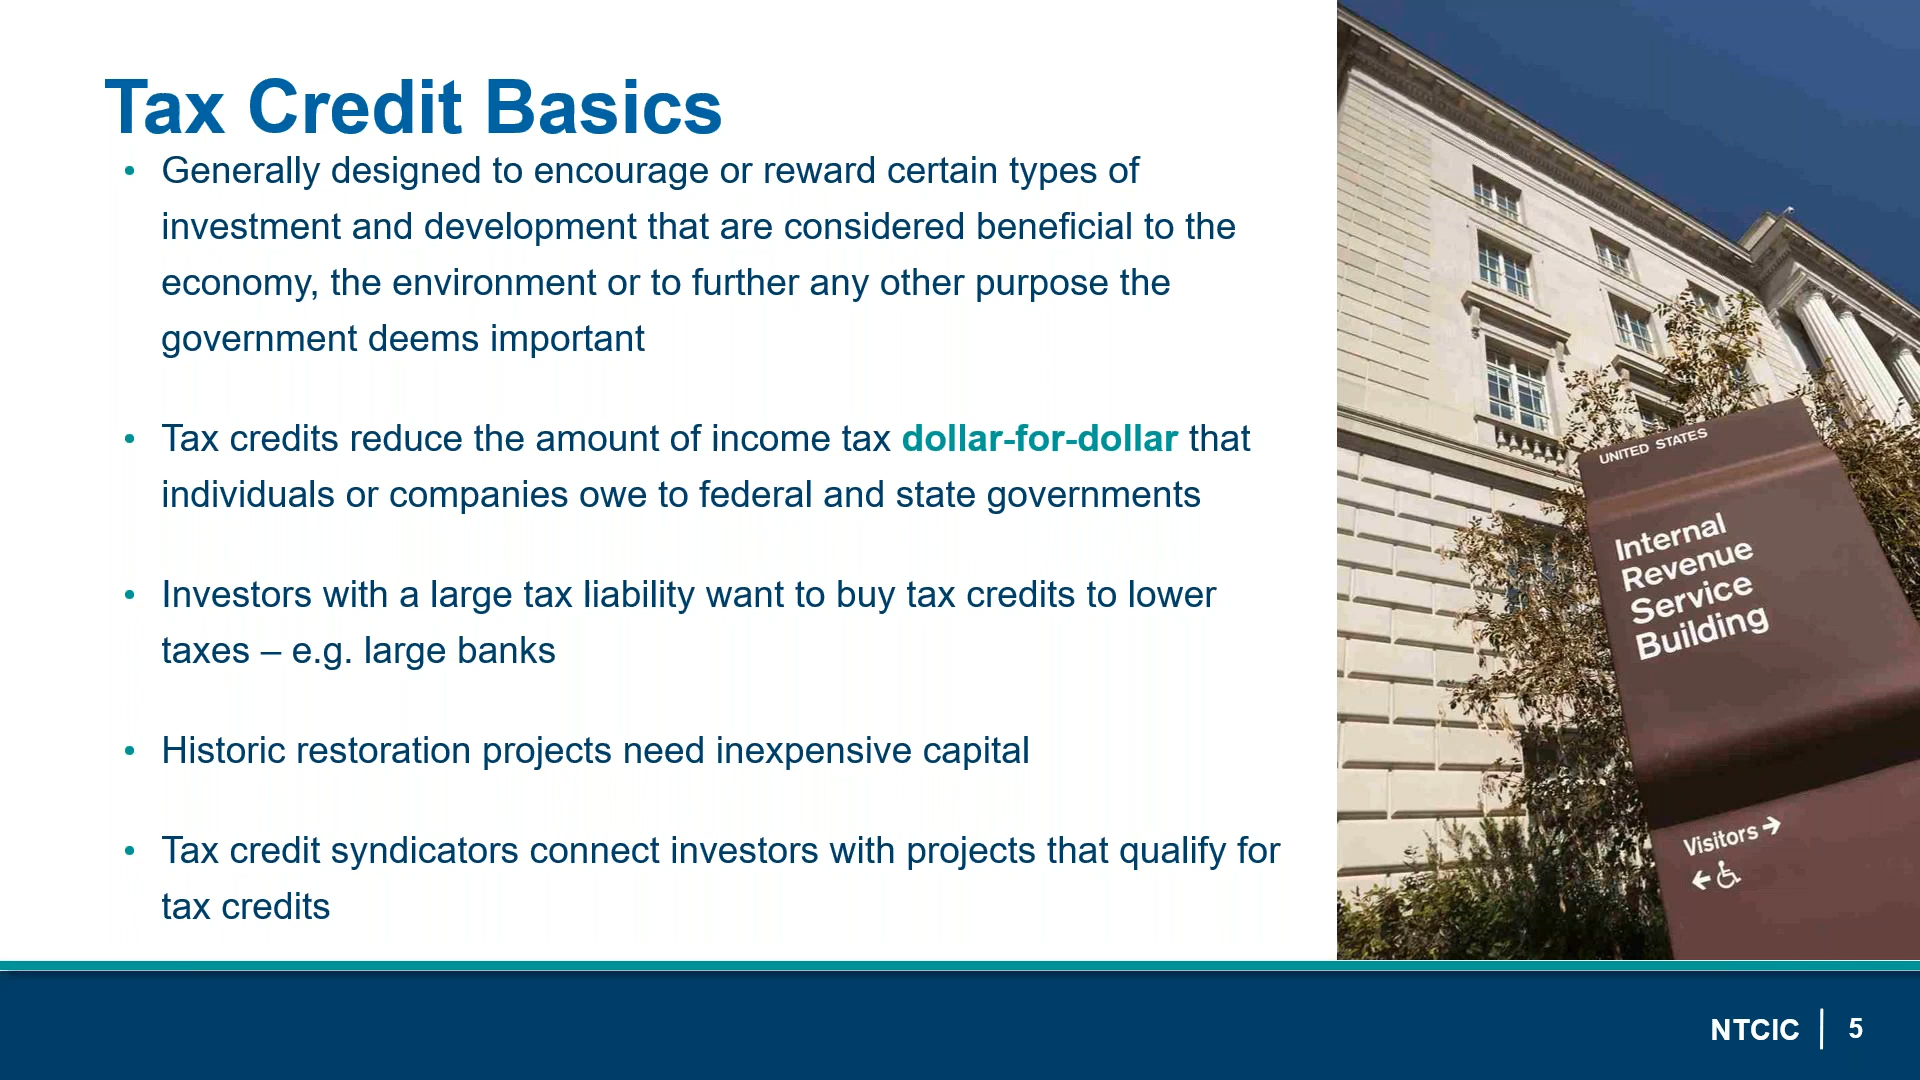 Tax Credit Basics
• Generally designed to encourage or reward certain types of
investment and development that are considered beneficial to the
economy, the environment or to further any other purpose the
government deems important
• Tax credits reduce the amount of income tax dollar-for-dollar that
individuals or companies owe to federal and state governments
• Investors with a large tax liability want to buy tax credits to lower
taxes – e.g. large banks
• Historic restoration projects need inexpensive capital
• Tax credit syndicators connect investors with projects that qualify for
tax credits
UNITED STATES
Internal
Revenue
Service
Building
Visitors →
←
NTCIC | 5